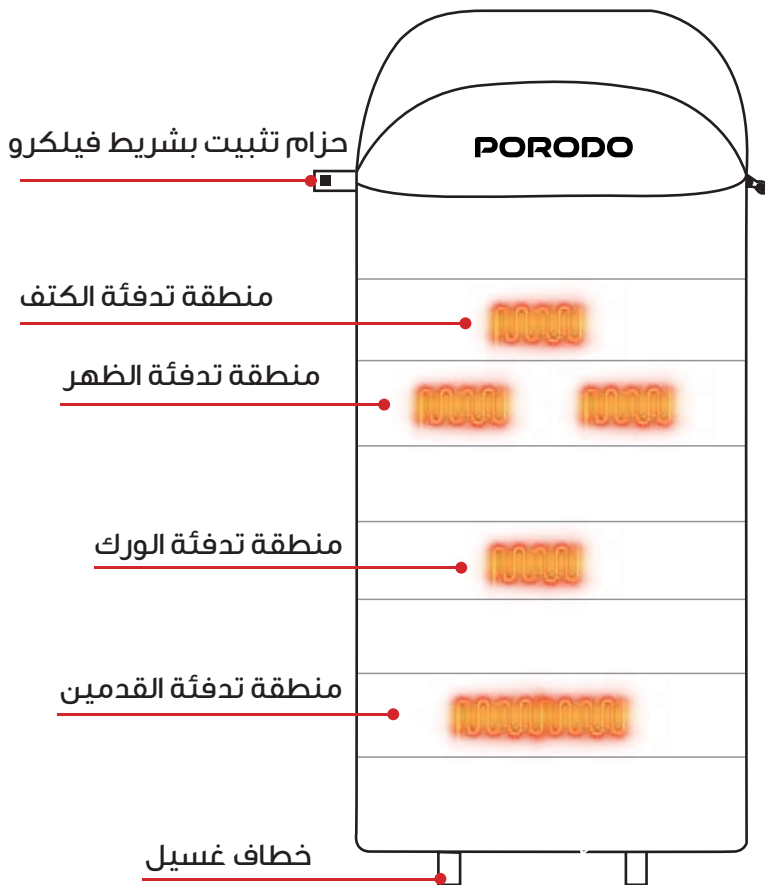 حزام تثبيت بشريط فيلكرو
PORODO
منطقة تدفئة الكتف
منطقة تدفئة الظهر
منطقة تدفئة الورك
منطقة تدفئة القدمين
خطاف غسيل